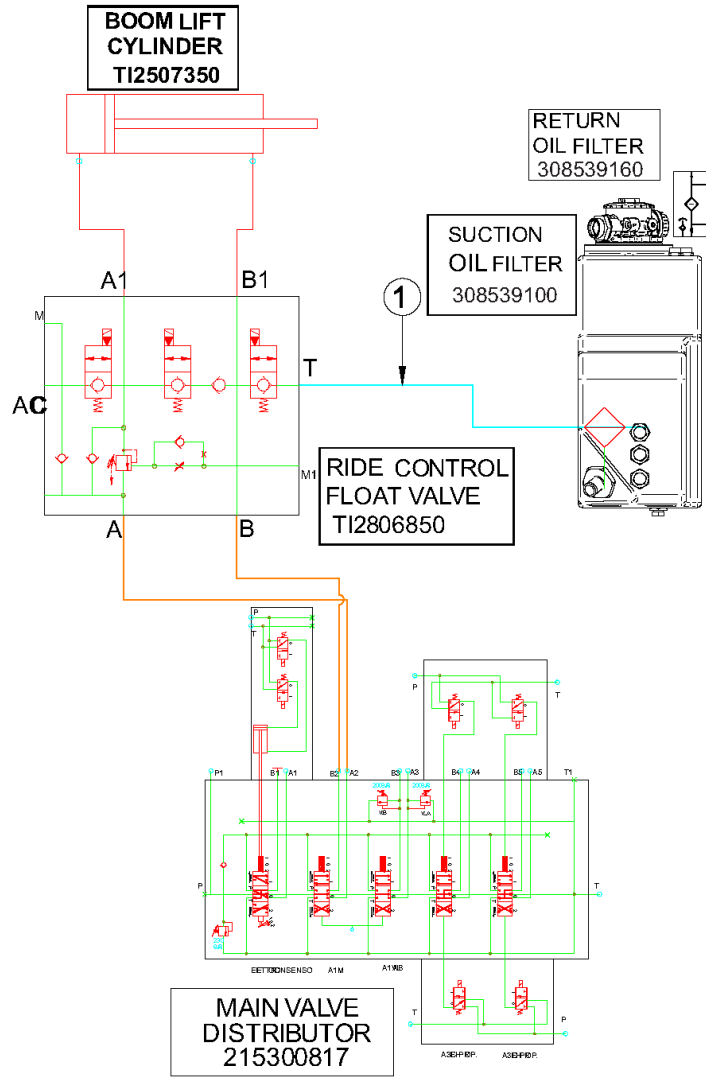 BOOM LIFT
CYLINDER
TI2507350
RETURN
OIL FILTER
308539160
SUCTION
OIL FILTER
308539100
1
A1
B1
M
T
AC
M1
RIDE CONTROL
FLOAT VALVE
TI2806850
A
B
P
T
P
T
P1
B1
A1
B2
A2
B3
A3
B4
A4
B5
A5
T1
P
T
A1M
T
P
MAIN VALVE
DISTRIBUTOR
215300817